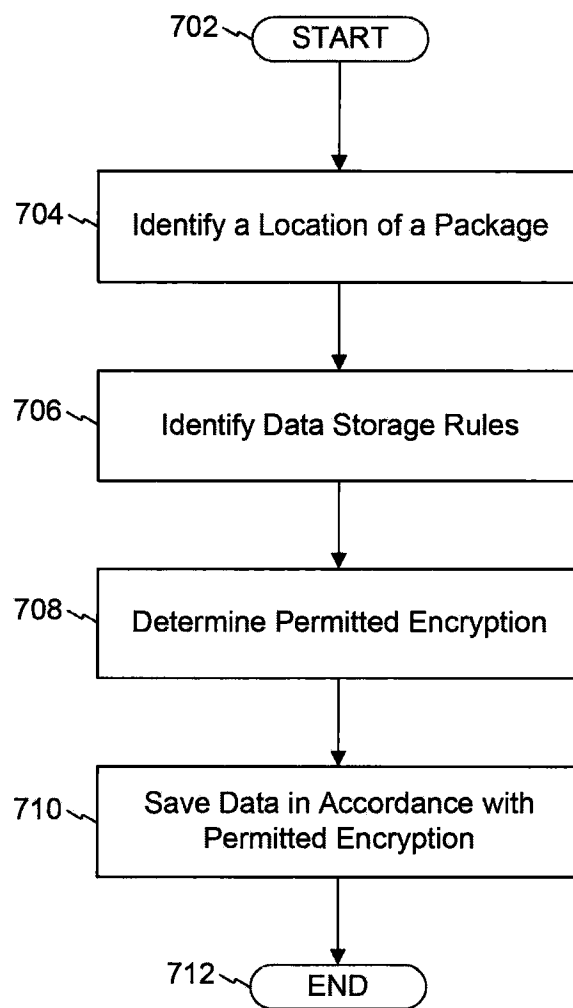 702
START
704
Identify a Location of a Package
706
Identify Data Storage Rules
708
Determine Permitted Encryption
710
Save Data in Accordance with
Permitted Encryption
712
END